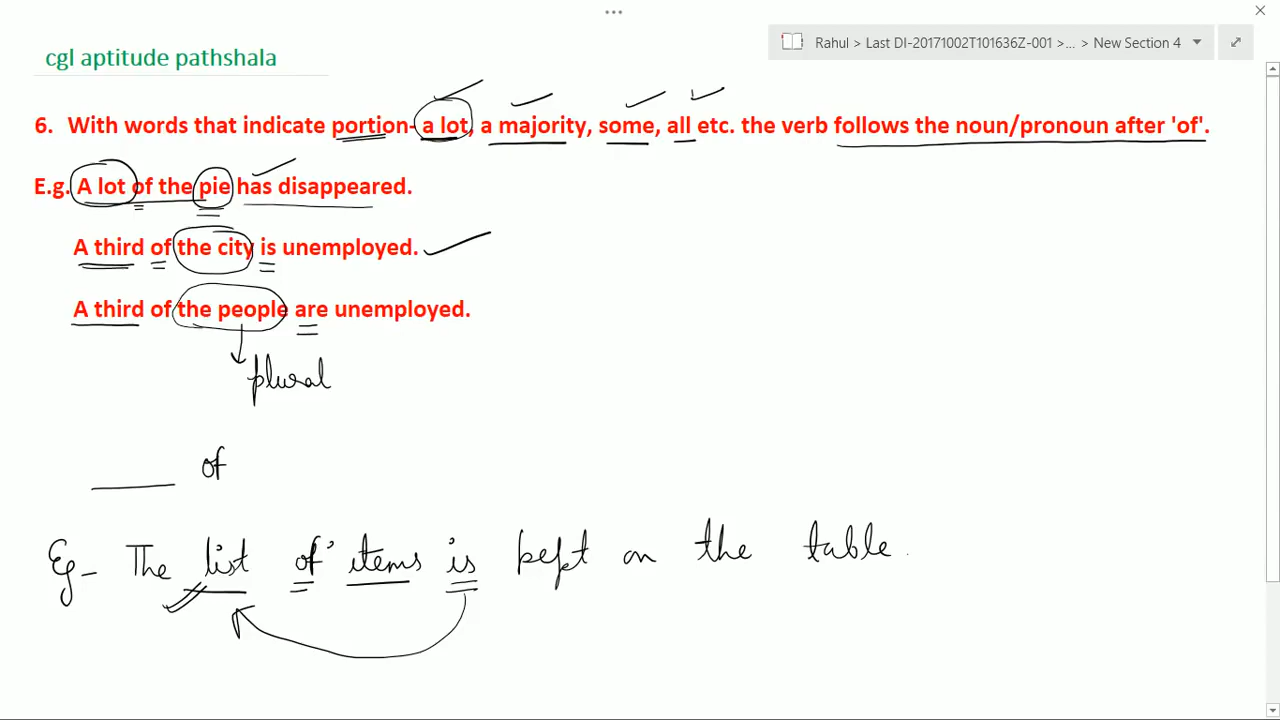 Rahul > Last DI-20171002T101636Z-001 >... > New Section 4
cgl aptitude pathshala
6. With words that indicate portion- a lot, a majority, some, all etc. the verb follows the noun/pronoun after 'of'.
E.g. A lot of the pie has disappeared.
A third of the city is unemployed.
A third of the people are unemployed.
plural
____ of
Eg- The list of items is kept on the table.